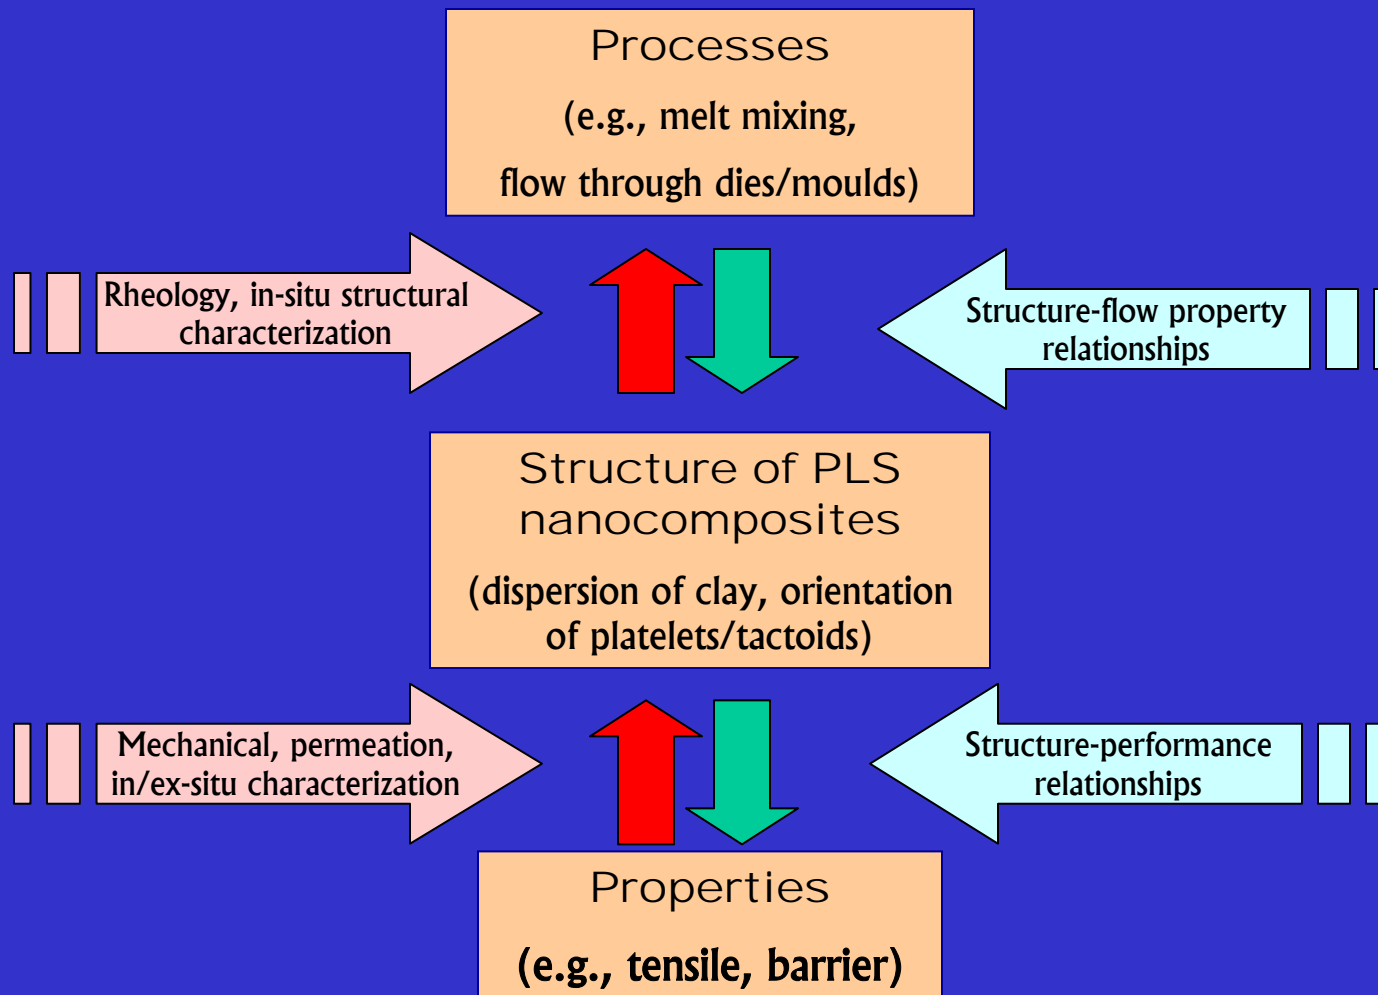 Processes
(e.g., melt mixing,
flow through dies/moulds)
Rheology, in-situ structural
characterization
Structure-flow property
relationships
Structure of PLS
nanocomposites
(dispersion of clay, orientation
of platelets/tactoids)
Mechanical, permeation,
in/ex-situ characterization
Structure-performance
relationships
Properties
(e.g., tensile, barrier)